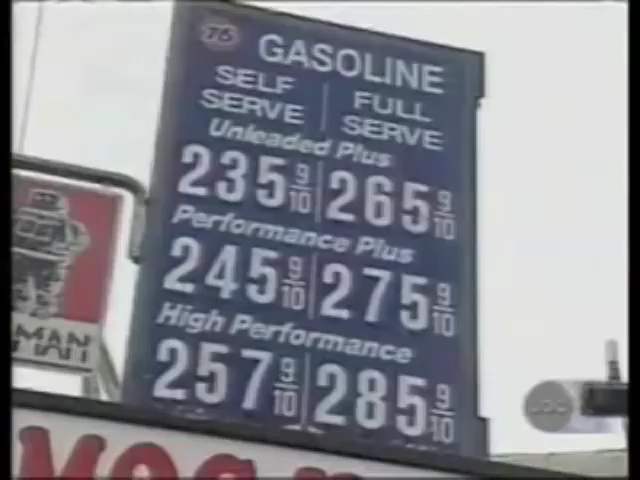 76
GASOLINE
SELF SERVE
FULL SERVE
Unleaded Plus
235 9/10 265 9/10
Performance Plus
245 9/10 275 9/10
High Performance
257 9/10 285 9/10
MAN
abc